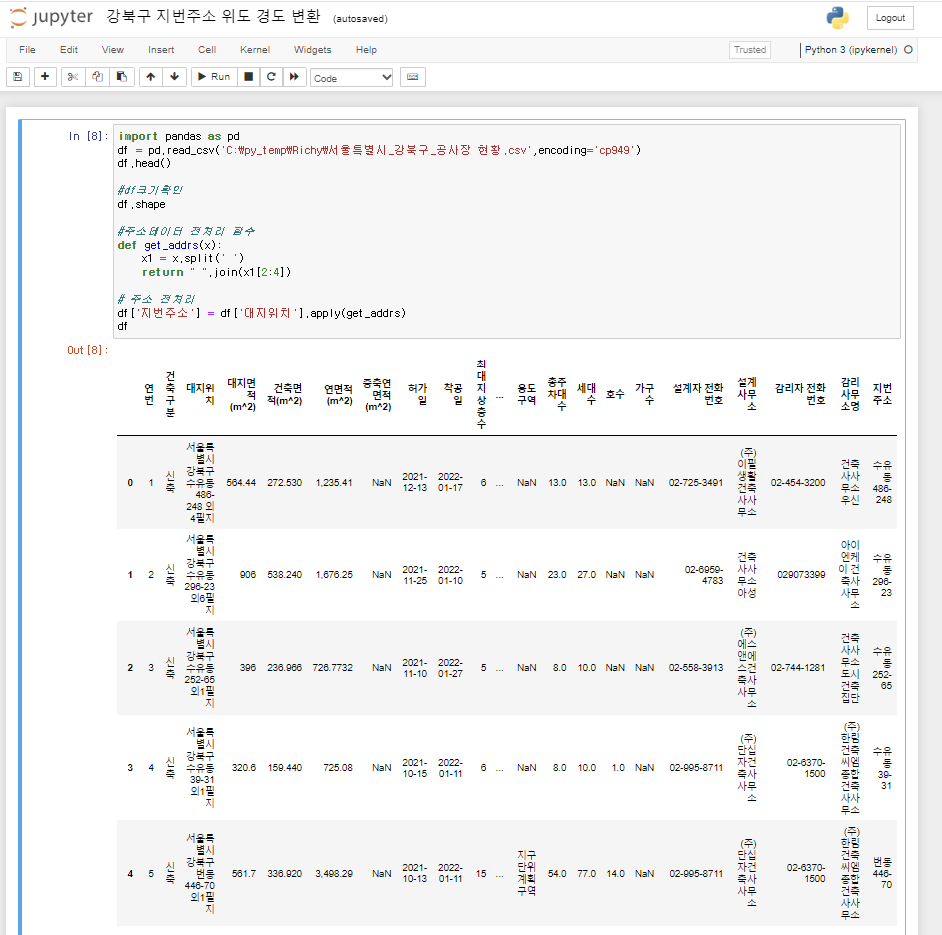 jupyter 강북구 지번주소 위도 경도 변환 (autosaved)
Logout
File Edit View Insert Cell Kernel Widgets Help Trusted Python 3 (ipykernel)
Run Code
In [8]: import pandas as pd
df = pd.read_csv('C:₩py_temp₩Richy₩서울특별시_강북구_공사장 현황.csv',encoding='cp949')
df.head()
#df크기확인
df.shape
#주소데이터 전처리 함수
def get_addrs(x):
x1 = x.split(' ')
return " ".join(x1[2:4])
# 주소 전처리
df['지번주소'] = df['대지위치'].apply(get_addrs)
df
Out[8]:
연번 건축구분 대지위치 대지면적(m^2) 건축면적(m^2) 연면적(m^2) 증축연면적(m^2) 허가일 착공일 최대지상층수 ... 용도구역 총주차대수 세대수 호수 가구수 설계자 전화번호 설계사무소 감리자 전화번호 감리사무소명 지번주소
0 1 신축 서울특별시 강북구 수유동 486-248 외4필지 564.44 272.530 1,235.41 NaN 2021-12-13 2022-01-17 6 ... NaN 13.0 13.0 NaN NaN 02-725-3491 (주)이필생활건축사사무소 02-454-3200 건축사사무소우신 수유동 486-248
1 2 신축 서울특별시 강북구 수유동 296-23 외6필지 906 538.240 1,676.25 NaN 2021-11-25 2022-01-10 5 ... NaN 23.0 27.0 NaN NaN 02-6959-4783 건축사사무소아성 029073399 아이엔케이 건축사사무소 수유동 296-23
2 3 신축 서울특별시 강북구 수유동 252-65 외1필지 396 236.966 726.7732 NaN 2021-11-10 2022-01-27 5 ... NaN 8.0 10.0 NaN NaN 02-558-3913 (주)에스앤에스건축사사무소 02-744-1281 건축사사무소도시건축집단 수유동 252-65
3 4 신축 서울특별시 강북구 수유동 39-31 외1필지 320.6 159.440 725.08 NaN 2021-10-15 2022-01-11 6 ... NaN 8.0 10.0 1.0 NaN 02-995-8711 (주)단십자건축사사무소 02-6370-1500 (주)한림건축씨엠종합건축사사무소 수유동 39-31
4 5 신축 서울특별시 강북구 번동 446-70 외1필지 561.7 336.920 3,498.29 NaN 2021-10-13 2022-01-11 15 ... 지구단위계획구역 54.0 77.0 14.0 NaN 02-995-8711 (주)단십자건축사사무소 02-6370-1500 (주)한림건축씨엠종합건축사사무소 번동 446-70